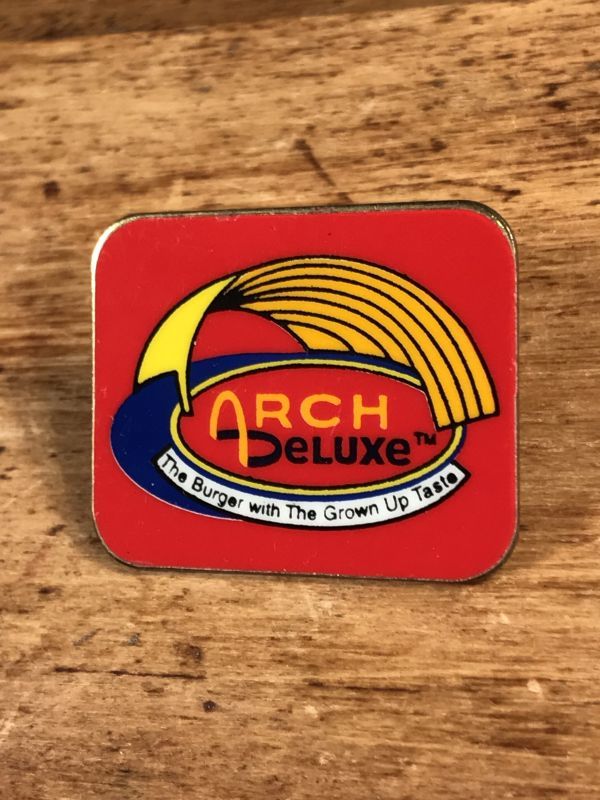 ARCH
DELUXE™
The Burger with The Grown Up Taste